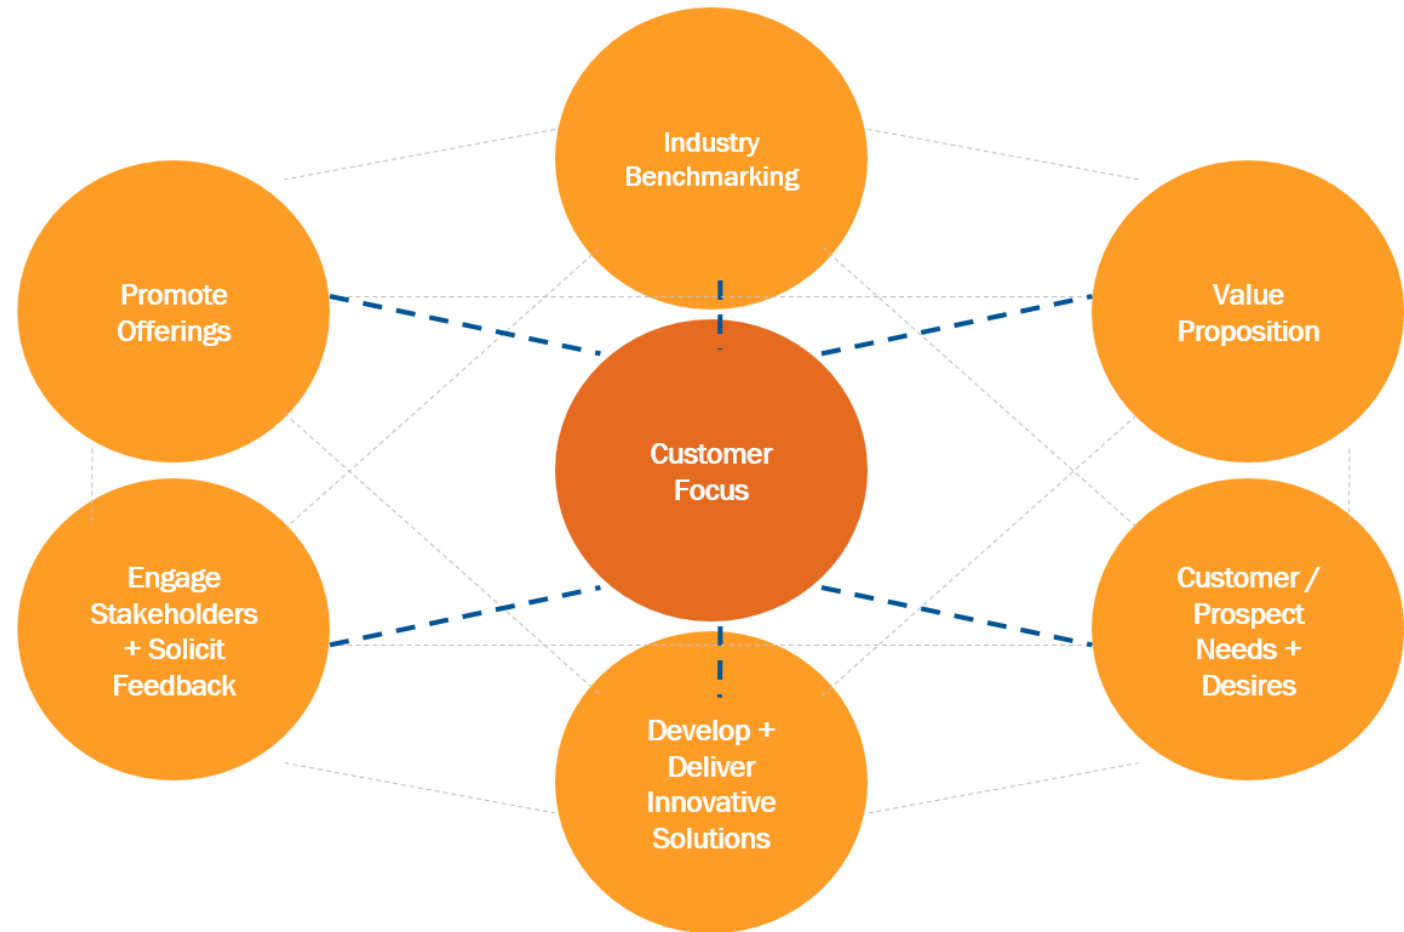 Industry
Benchmarking
Promote
Offerings
Value
Proposition
Customer
Focus
Engage
Stakeholders
+ Solicit
Feedback
Customer /
Prospect
Needs +
Desires
Develop +
Deliver
Innovative
Solutions